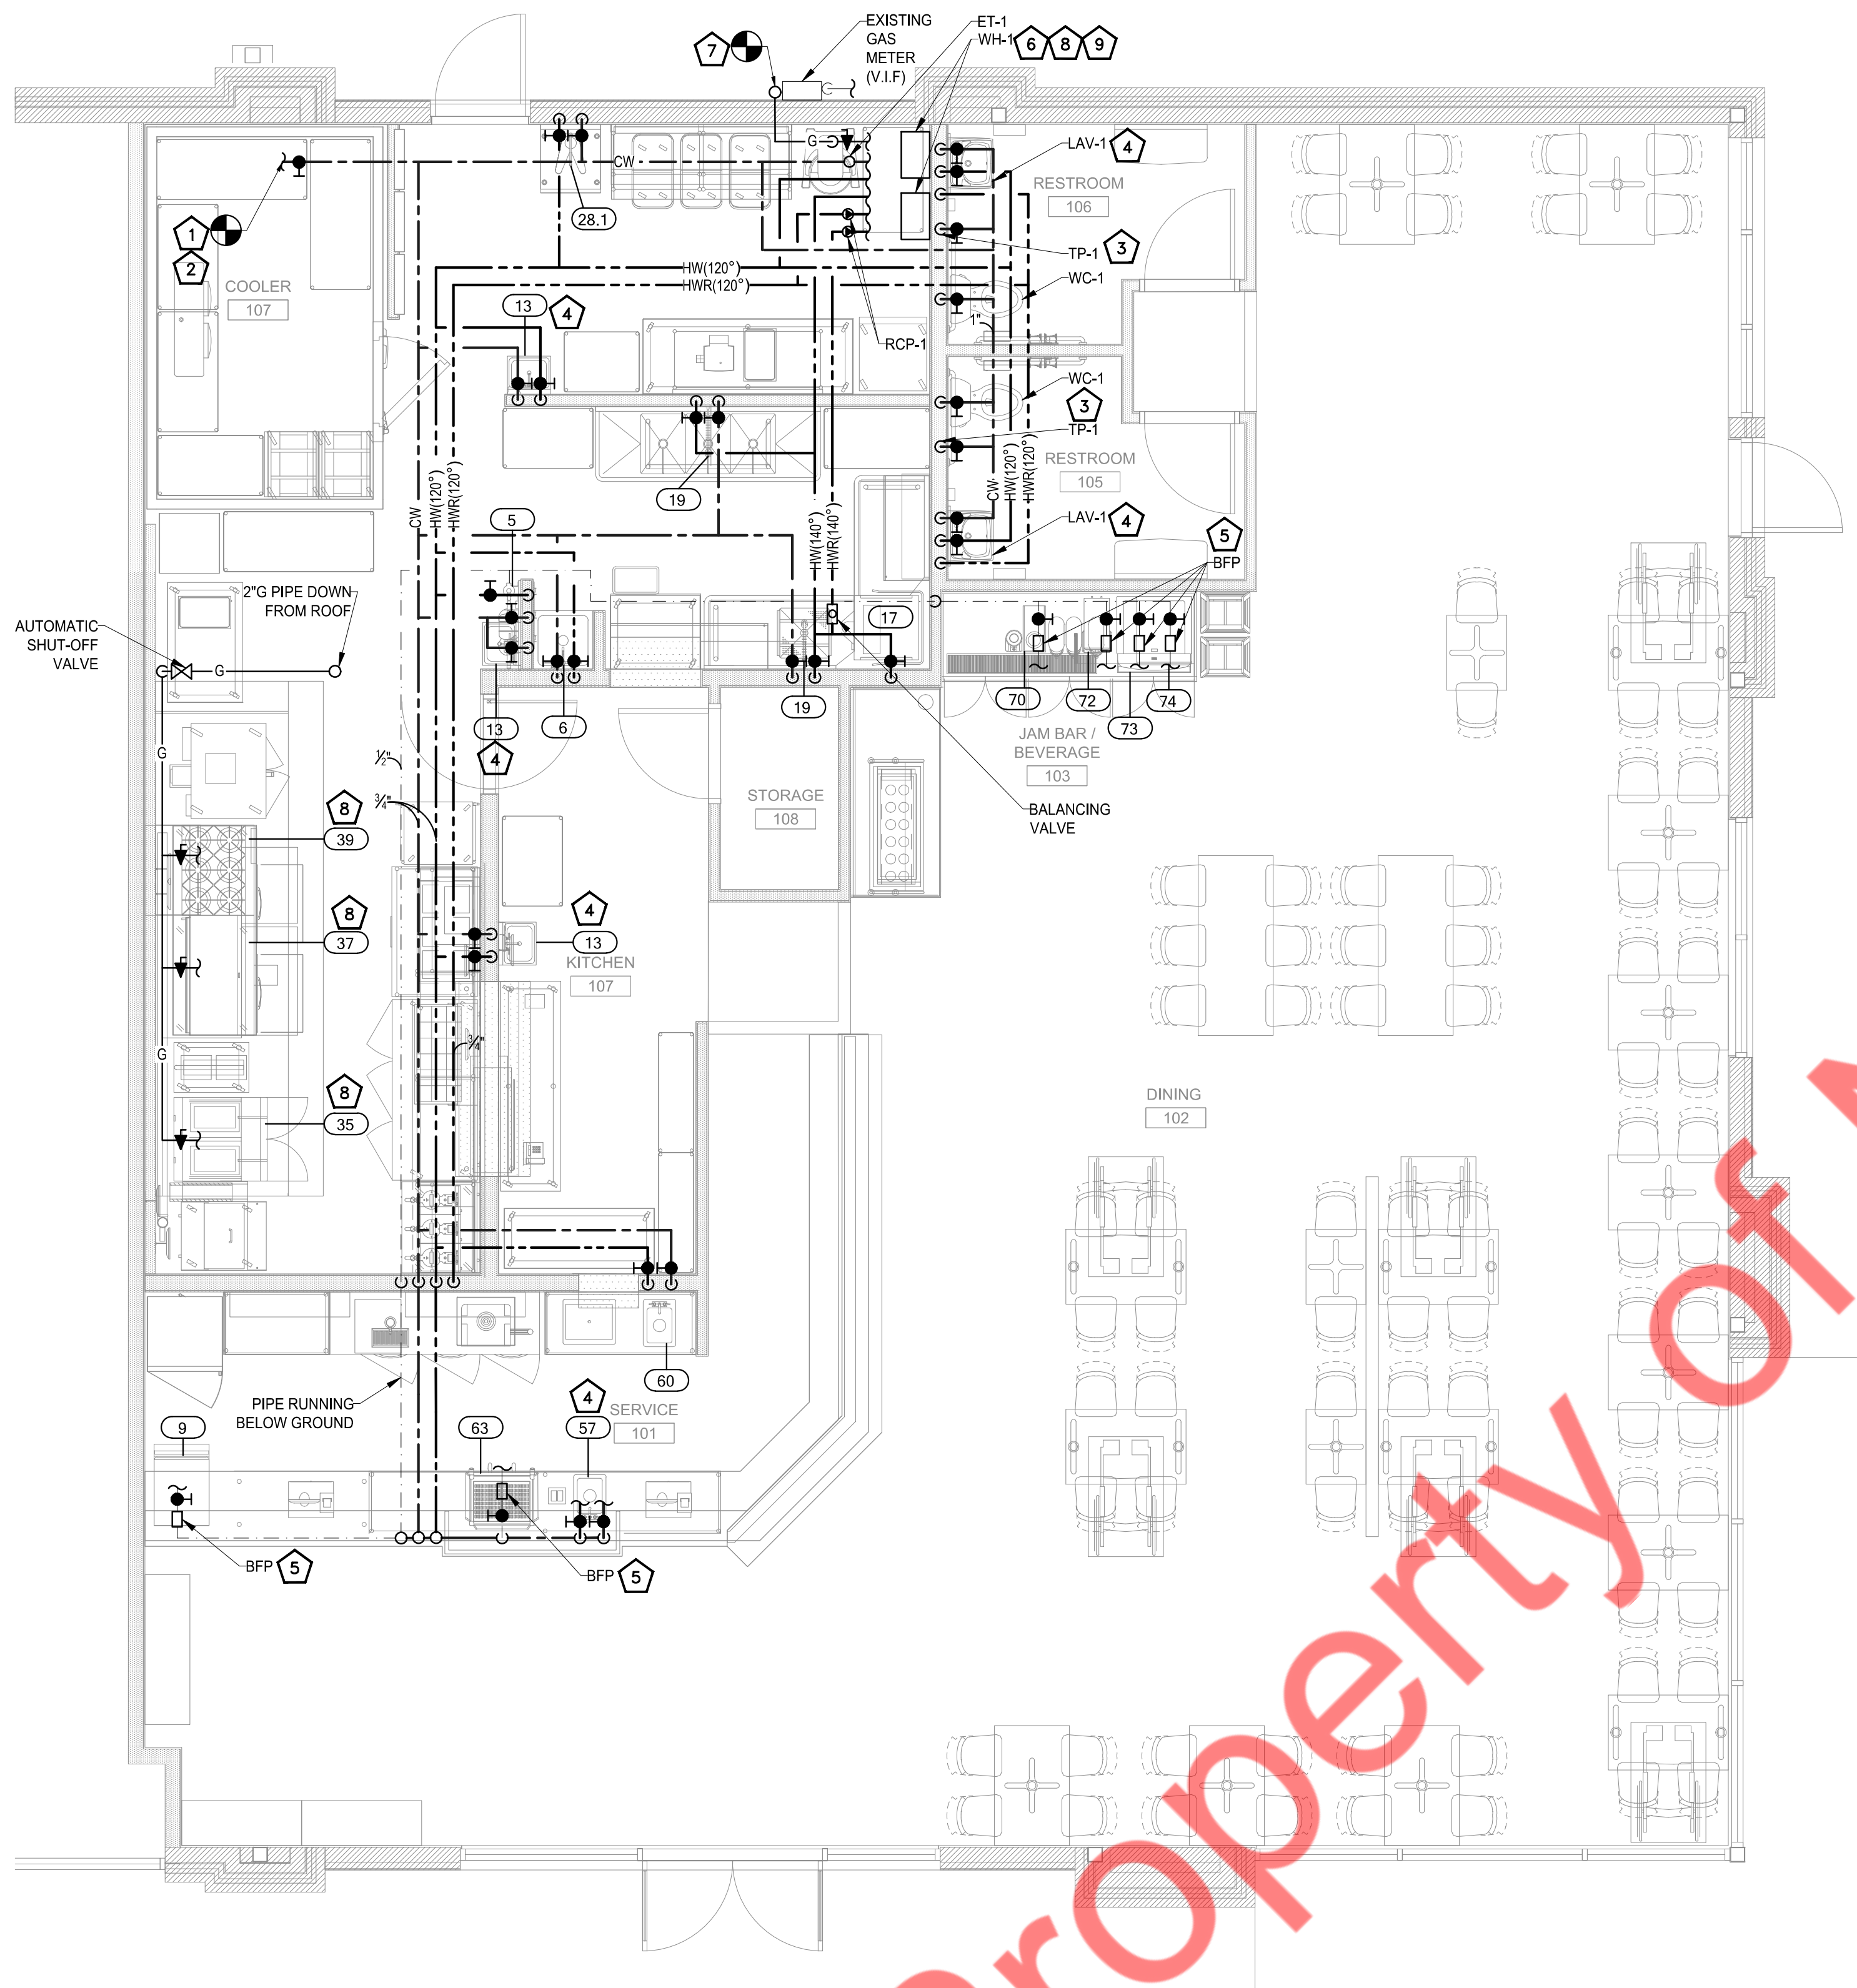 EXISTING
GAS
METER
(V.I.F)
ET-1
WH-1
6
8
9
7
G
CW
LAV-1
4
RESTROOM
106
28.1
1
2
COOLER
107
TP-1
3
WC-1
HW(120°)
HWR(120°)
13
4
1"
RCP-1
WC-1
3
TP-1
RESTROOM
105
CW
HW(120°)
HWR(120°)
19
CW
HW(120°)
HWR(120°)
5
HW(140°)
HWR(140°)
LAV-1
4
5
BFP
2"G PIPE DOWN
FROM ROOF
AUTOMATIC
SHUT-OFF
VALVE
G
17
70
72
73
74
13
4
6
19
G
JAM BAR /
BEVERAGE
103
½"
¾"
STORAGE
108
BALANCING
VALVE
8
39
8
37
4
13
KITCHEN
107
¾"
G
8
35
DINING
102
60
PIPE RUNNING
BELOW GROUND
4
SERVICE
101
9
63
57
BFP
5
BFP
5
Property of